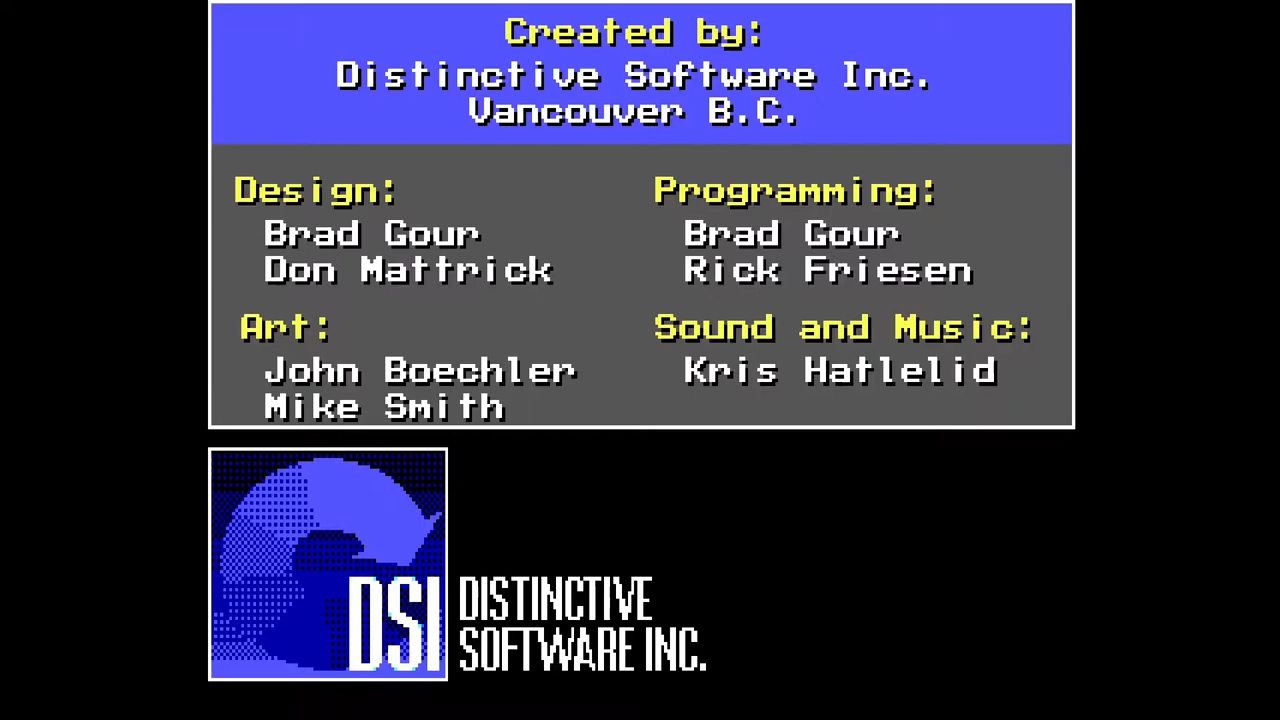 Created by:
Distinctive Software Inc.
Vancouver B.C.
Design:
Brad Gour
Don Mattrick
Programming:
Brad Gour
Rick Friesen
Art:
John Boechler
Mike Smith
Sound and Music:
Kris Hatlelid
DSI
DISTINCTIVE
SOFTWARE INC.